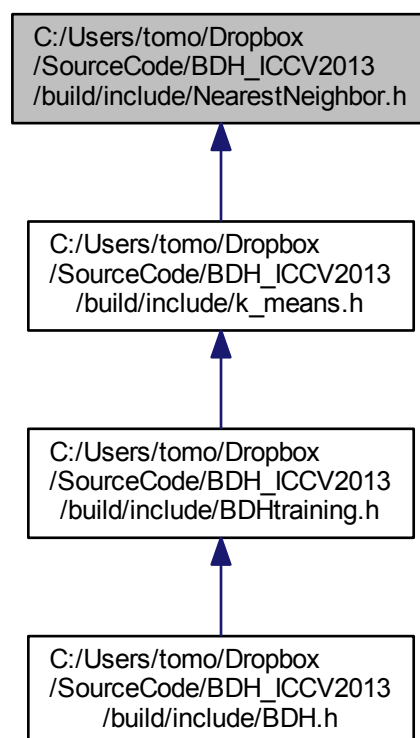 C:/Users/tomo/Dropbox
/SourceCode/BDH_ICCV2013
/build/include/NearestNeighbor.h
C:/Users/tomo/Dropbox
/SourceCode/BDH_ICCV2013
/build/include/k_means.h
C:/Users/tomo/Dropbox
/SourceCode/BDH_ICCV2013
/build/include/BDHtraining.h
C:/Users/tomo/Dropbox
/SourceCode/BDH_ICCV2013
/build/include/BDH.h